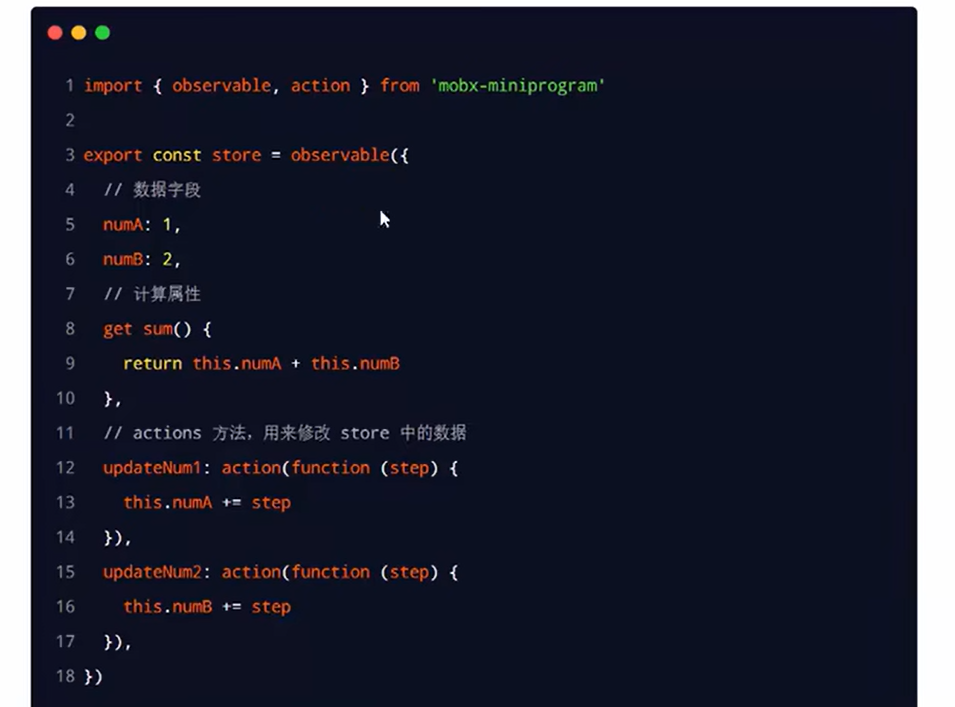 1 import { observable, action } from 'mobx-miniprogram'
2
3 export const store = observable({
4   // 数据字段
5   numA: 1,
6   numB: 2,
7   // 计算属性
8   get sum() {
9     return this.numA + this.numB
10   },
11   // actions 方法，用来修改 store 中的数据
12   updateNum1: action(function (step) {
13     this.numA += step
14   }),
15   updateNum2: action(function (step) {
16     this.numB += step
17   }),
18 })